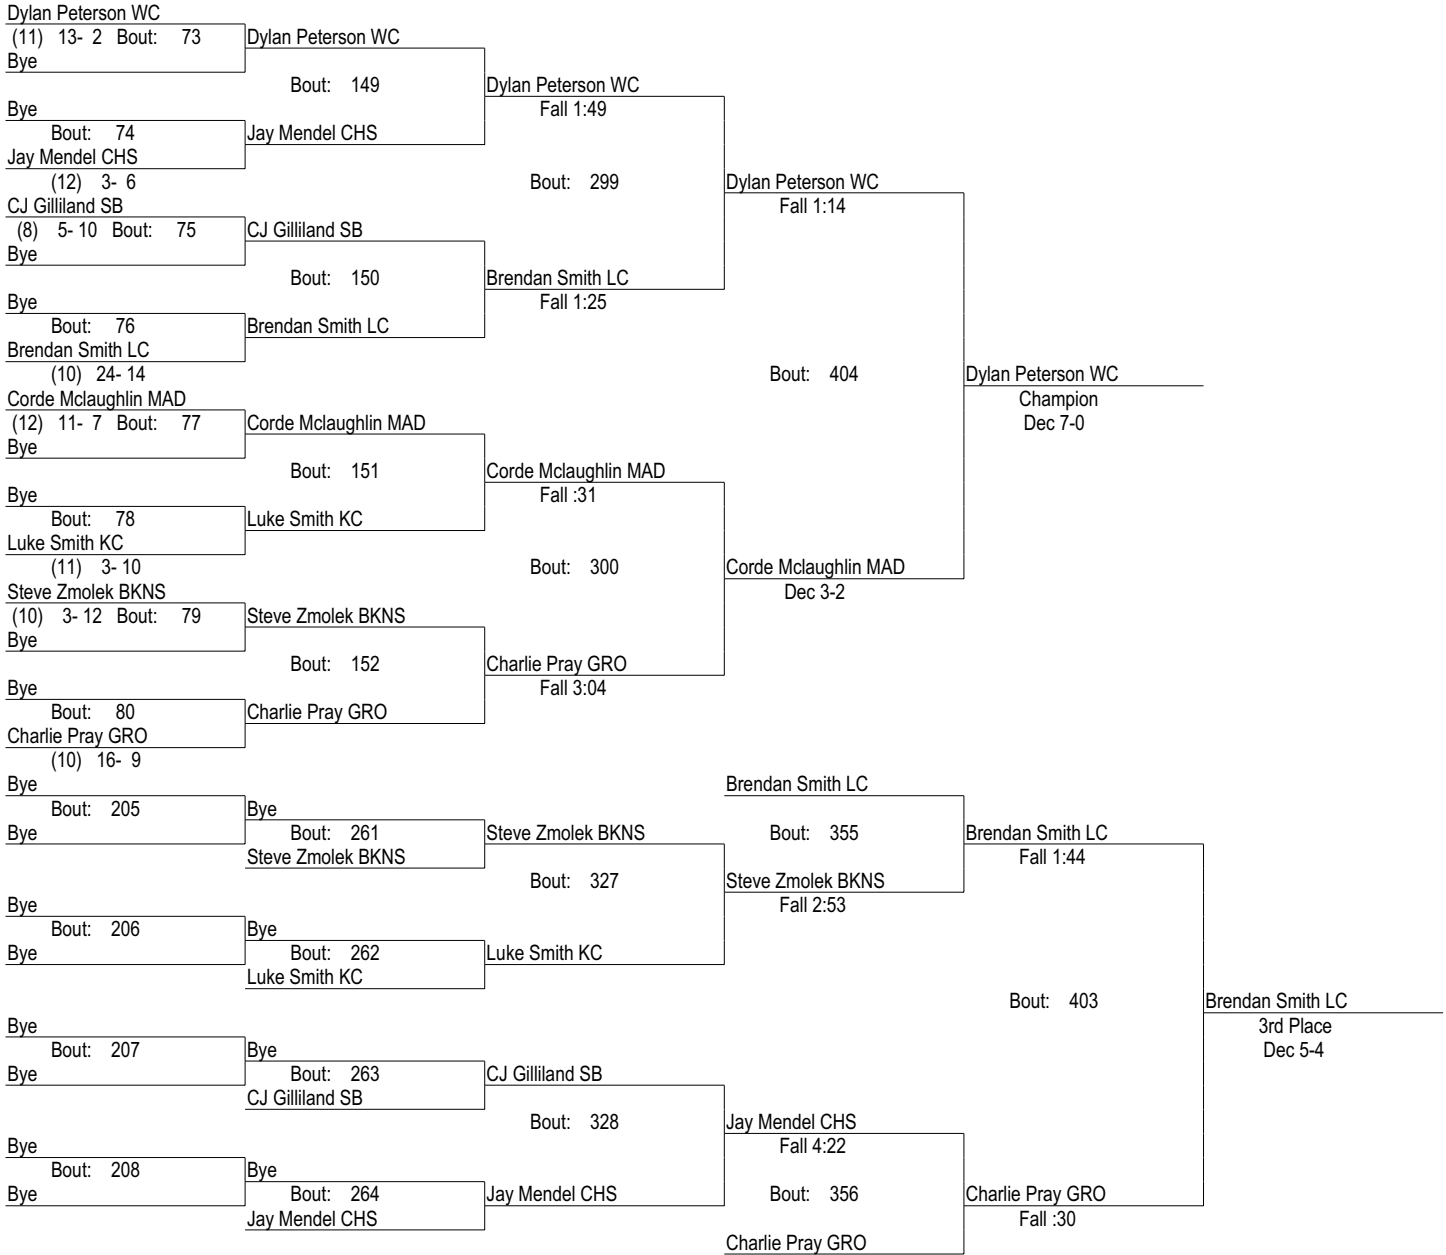 Dylan Peterson WC
(11) 13- 2 Bout: 73 Dylan Peterson WC
Bye
Bout: 149 Dylan Peterson WC
Bye Fall 1:49
Bout: 74 Jay Mendel CHS
Jay Mendel CHS
(12) 3- 6 Bout: 299 Dylan Peterson WC
CJ Gilliland SB Fall 1:14
(8) 5- 10 Bout: 75 CJ Gilliland SB
Bye
Bout: 150 Brendan Smith LC
Bye Fall 1:25
Bout: 76 Brendan Smith LC
Brendan Smith LC
(10) 24- 14 Bout: 404 Dylan Peterson WC
Corde Mclaughlin MAD Champion
(12) 11- 7 Bout: 77 Corde Mclaughlin MAD Dec 7-0
Bye
Bout: 151 Corde Mclaughlin MAD
Bye Fall :31
Bout: 78 Luke Smith KC
Luke Smith KC
(11) 3- 10 Bout: 300 Corde Mclaughlin MAD
Steve Zmolek BKNS Dec 3-2
(10) 3- 12 Bout: 79 Steve Zmolek BKNS
Bye
Bout: 152 Charlie Pray GRO
Bye Fall 3:04
Bout: 80 Charlie Pray GRO
Charlie Pray GRO
(10) 16- 9
Bye Brendan Smith LC
Bout: 205 Bye
Bye Bout: 261 Steve Zmolek BKNS Bout: 355 Brendan Smith LC
Steve Zmolek BKNS Fall 1:44
Bout: 327 Steve Zmolek BKNS
Bye Fall 2:53
Bout: 206 Bye
Bye Bout: 262 Luke Smith KC
Luke Smith KC
Bout: 403 Brendan Smith LC
Bye 3rd Place
Bout: 207 Bye Dec 5-4
Bye Bout: 263 CJ Gilliland SB
CJ Gilliland SB
Bout: 328 Jay Mendel CHS
Bye Fall 4:22
Bout: 208 Bye
Bye Bout: 264 Jay Mendel CHS Bout: 356 Charlie Pray GRO
Jay Mendel CHS Fall :30
Charlie Pray GRO